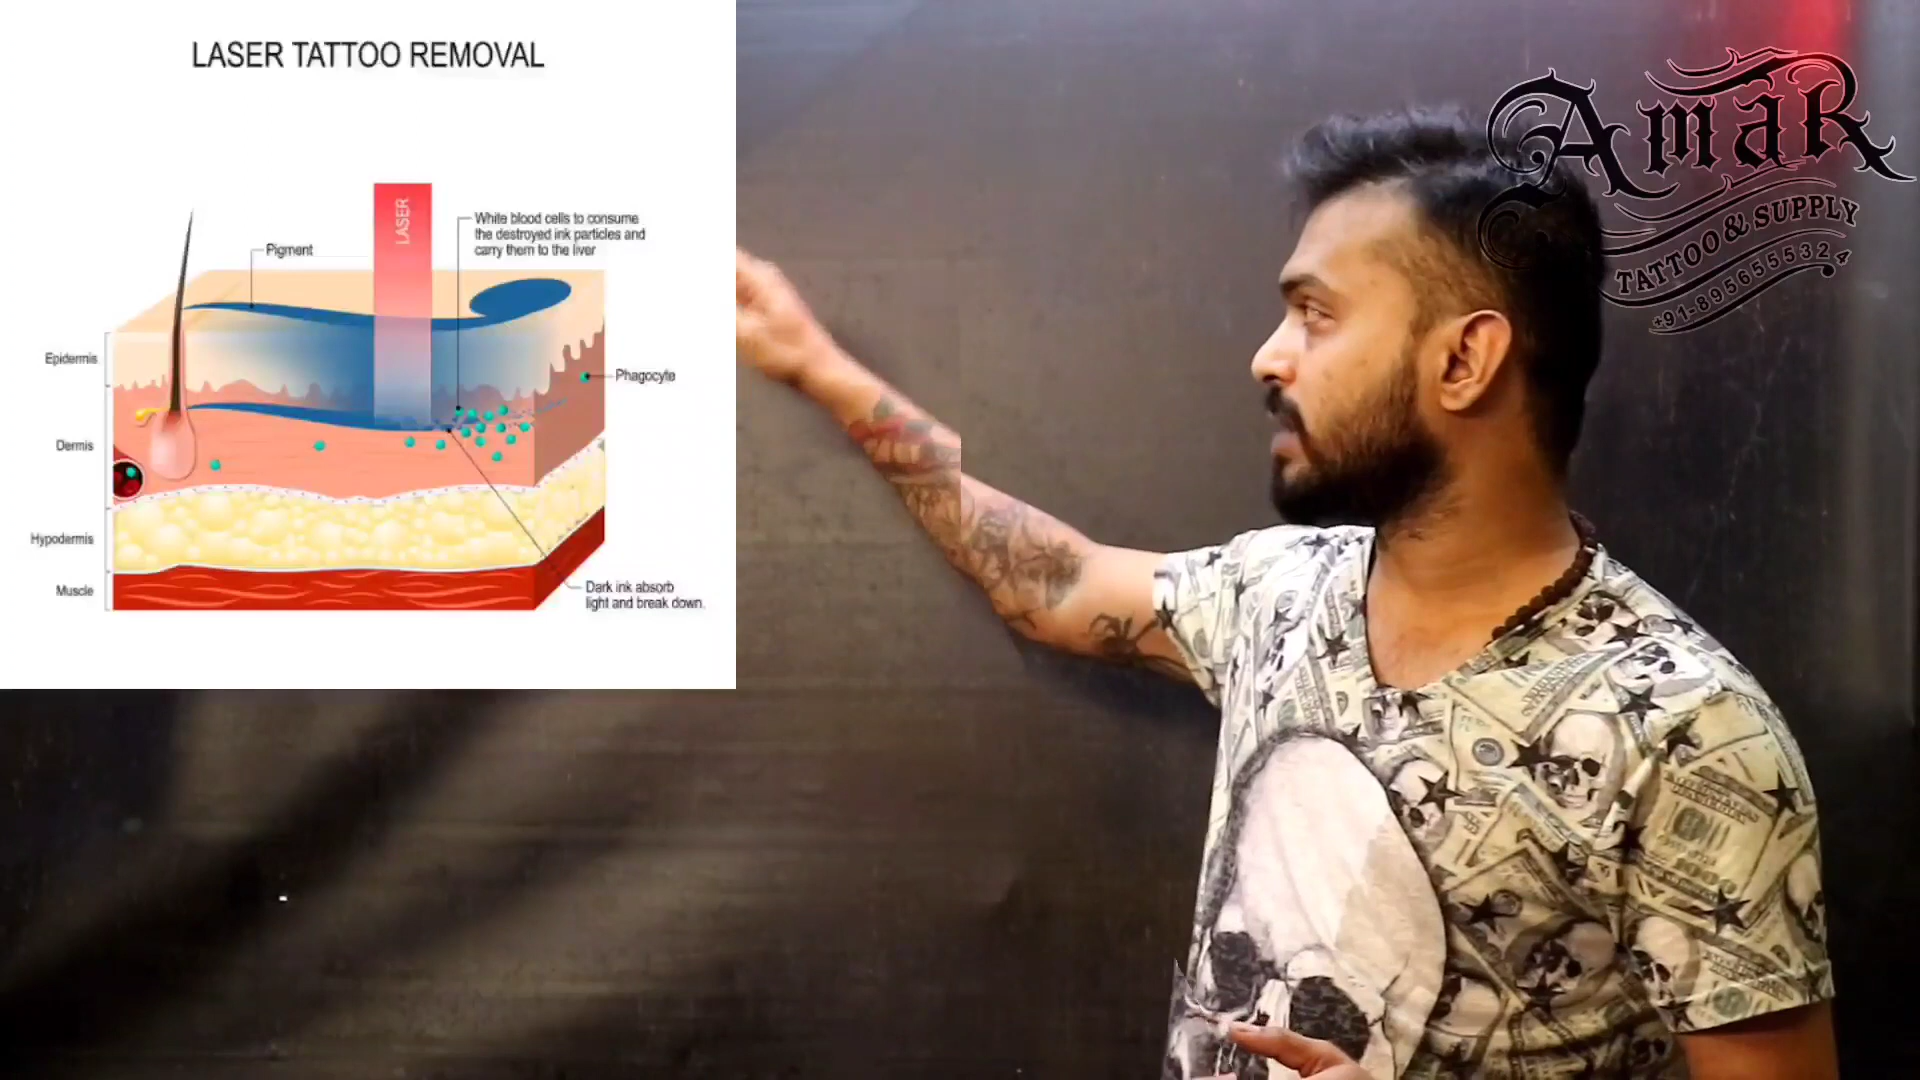 LASER TATTOO REMOVAL
LASER
White blood cells to consume
the destroyed ink particles and
carry them to the liver
Pigment
Epidermis
Phagocyte
Dermis
Hypodermis
Muscle
Dark ink absorb
light and break down.
Amar
TATTOO & SUPPLY
+91-8956555324